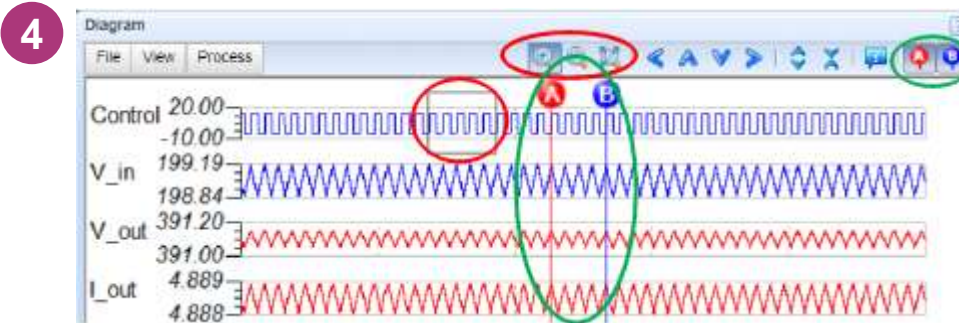 4
Diagram
File View Process
A B
A B
Control 20.00
-10.00
V_in 199.19
198.84
V_out 391.20
391.00
I_out 4.889
4.888